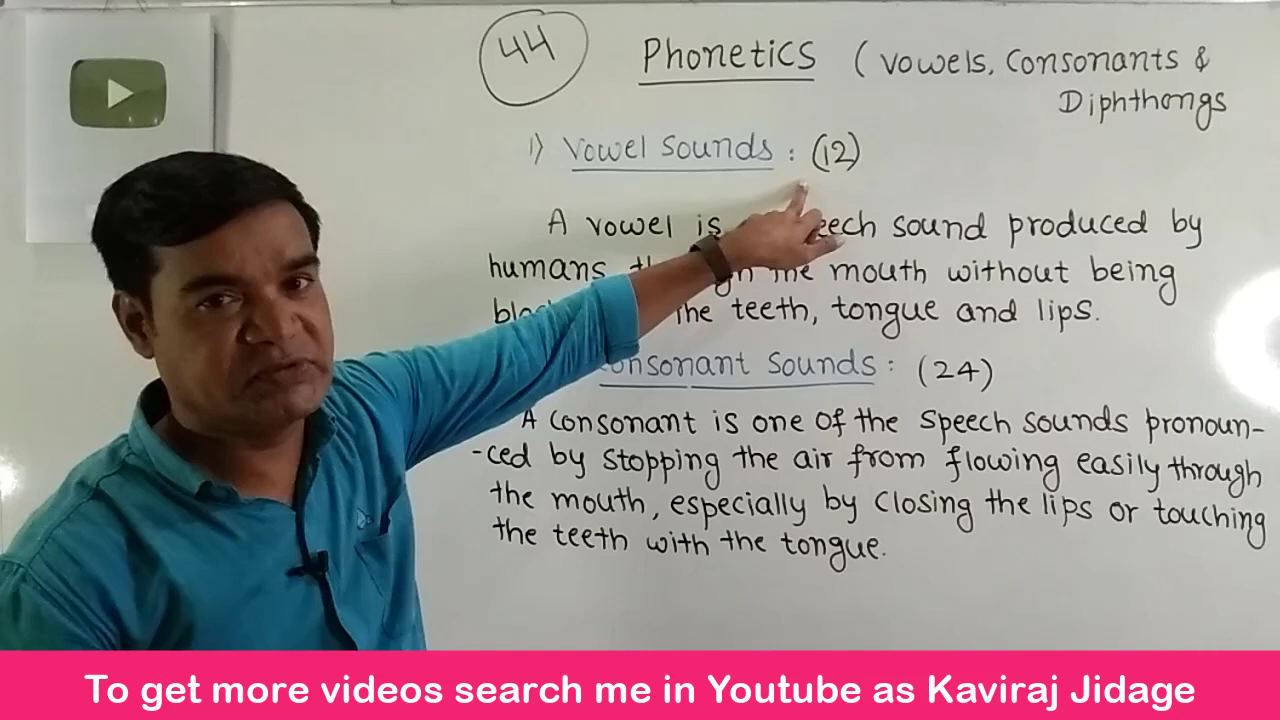 44
Phonetics ( Vowels, Consonants &
Diphthongs
1) Vowel Sounds : (12)
A vowel is speech sound produced by
humans the mouth without being
the teeth, tongue and lips.
Consonant Sounds : (24)
A consonant is one of the speech sounds pronoun-
-ced by stopping the air from flowing easily through
the mouth, especially by closing the lips or touching
the teeth with the tongue.
To get more videos search me in Youtube as Kaviraj Jidage